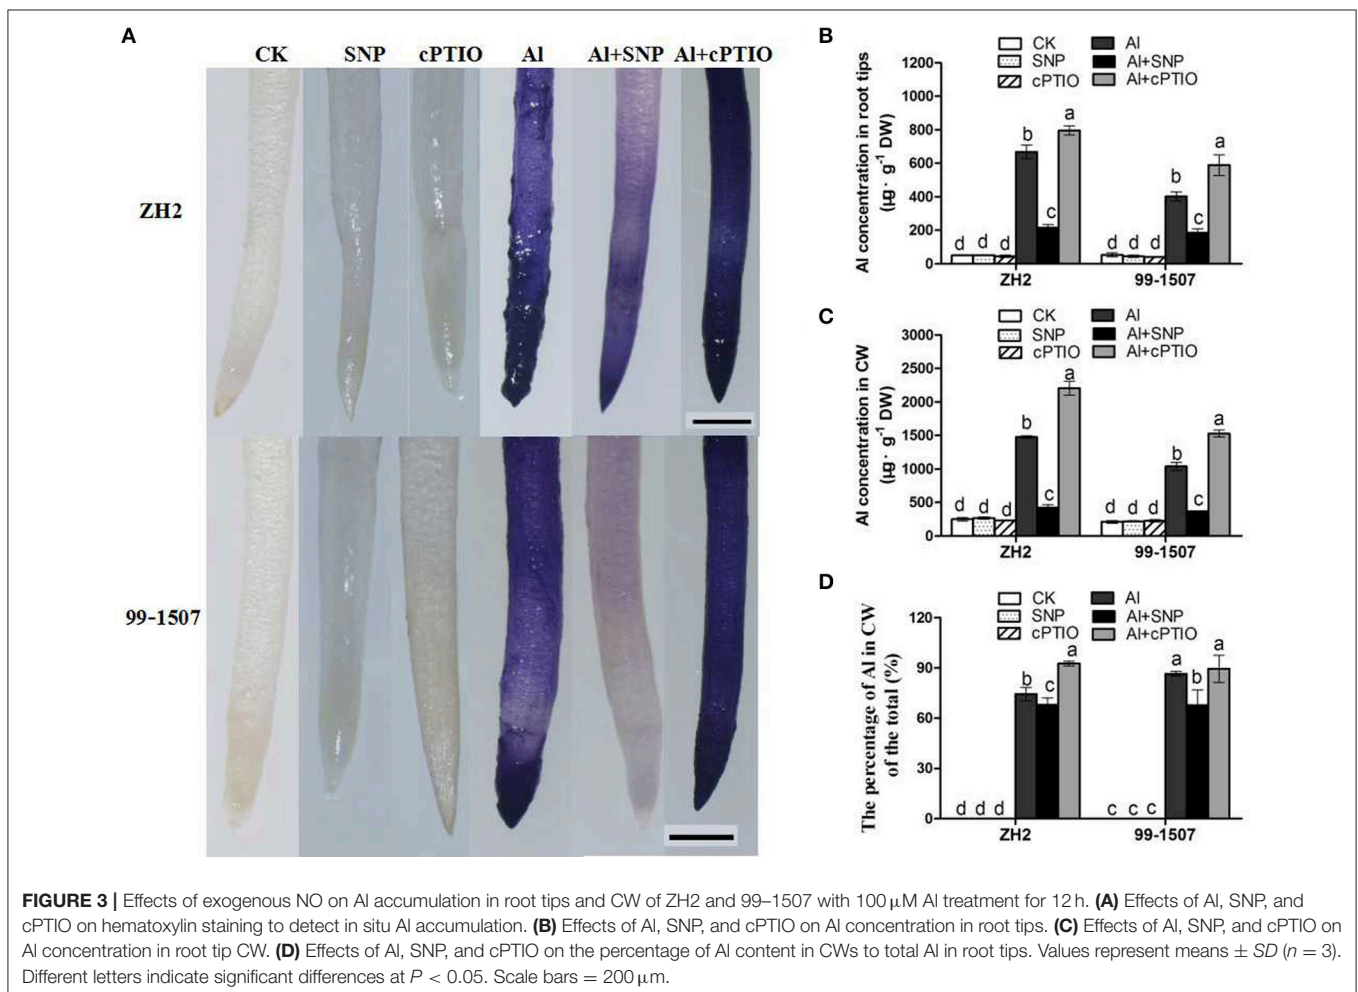 A
CK SNP cPTIO Al Al+SNP Al+cPTIO
ZH2
99-1507
B
CK Al
SNP Al+SNP
cPTIO Al+cPTIO
Al concentration in root tips
(μg · g⁻¹ DW)
1200
1000
800
600
400
200
0
d d d b c a
d d d b c a
ZH2 99-1507
C
CK Al
SNP Al+SNP
cPTIO Al+cPTIO
Al concentration in CW
(μg · g⁻¹ DW)
3000
2500
2000
1500
1000
500
0
d d d b c a
d d d b c a
ZH2 99-1507
D
CK Al
SNP Al+SNP
cPTIO Al+cPTIO
The percentage of Al in CW
of the total (%)
120
90
60
30
0
d d d b c a
c c c a b a
ZH2 99-1507
FIGURE 3 | Effects of exogenous NO on Al accumulation in root tips and CW of ZH2 and 99–1507 with 100 μM Al treatment for 12 h. (A) Effects of Al, SNP, and
cPTIO on hematoxylin staining to detect in situ Al accumulation. (B) Effects of Al, SNP, and cPTIO on Al concentration in root tips. (C) Effects of Al, SNP, and cPTIO on
Al concentration in root tip CW. (D) Effects of Al, SNP, and cPTIO on the percentage of Al content in CWs to total Al in root tips. Values represent means ± SD (n = 3).
Different letters indicate significant differences at P < 0.05. Scale bars = 200 μm.